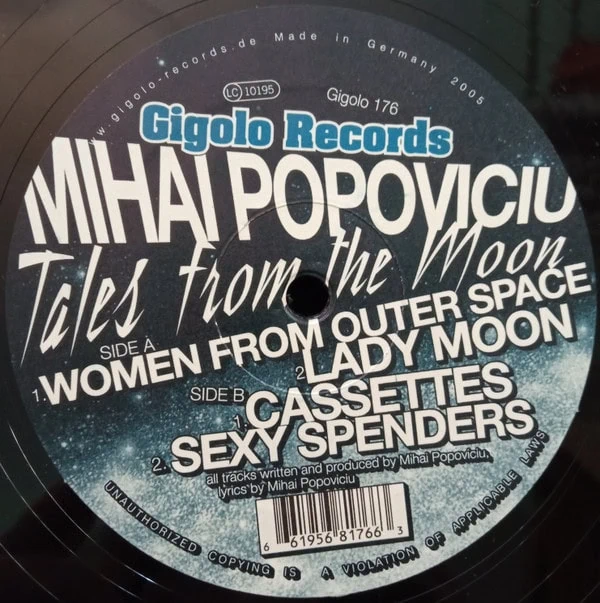 www.gigolo-records.de Made in Germany 2005
LC 10195
Gigolo 176
Gigolo Records
MIHAI POPOVICIU
Tales from the Moon
SIDE A
1. WOMEN FROM OUTER SPACE
2. LADY MOON
SIDE B
1. CASSETTES
2. SEXY SPENDERS
all tracks written and produced by Mihai Popoviciu,
lyrics by Mihai Popoviciu
6 61956 81766 3
UNAUTHORIZED COPYING IS A VIOLATION OF APPLICABLE LAWS